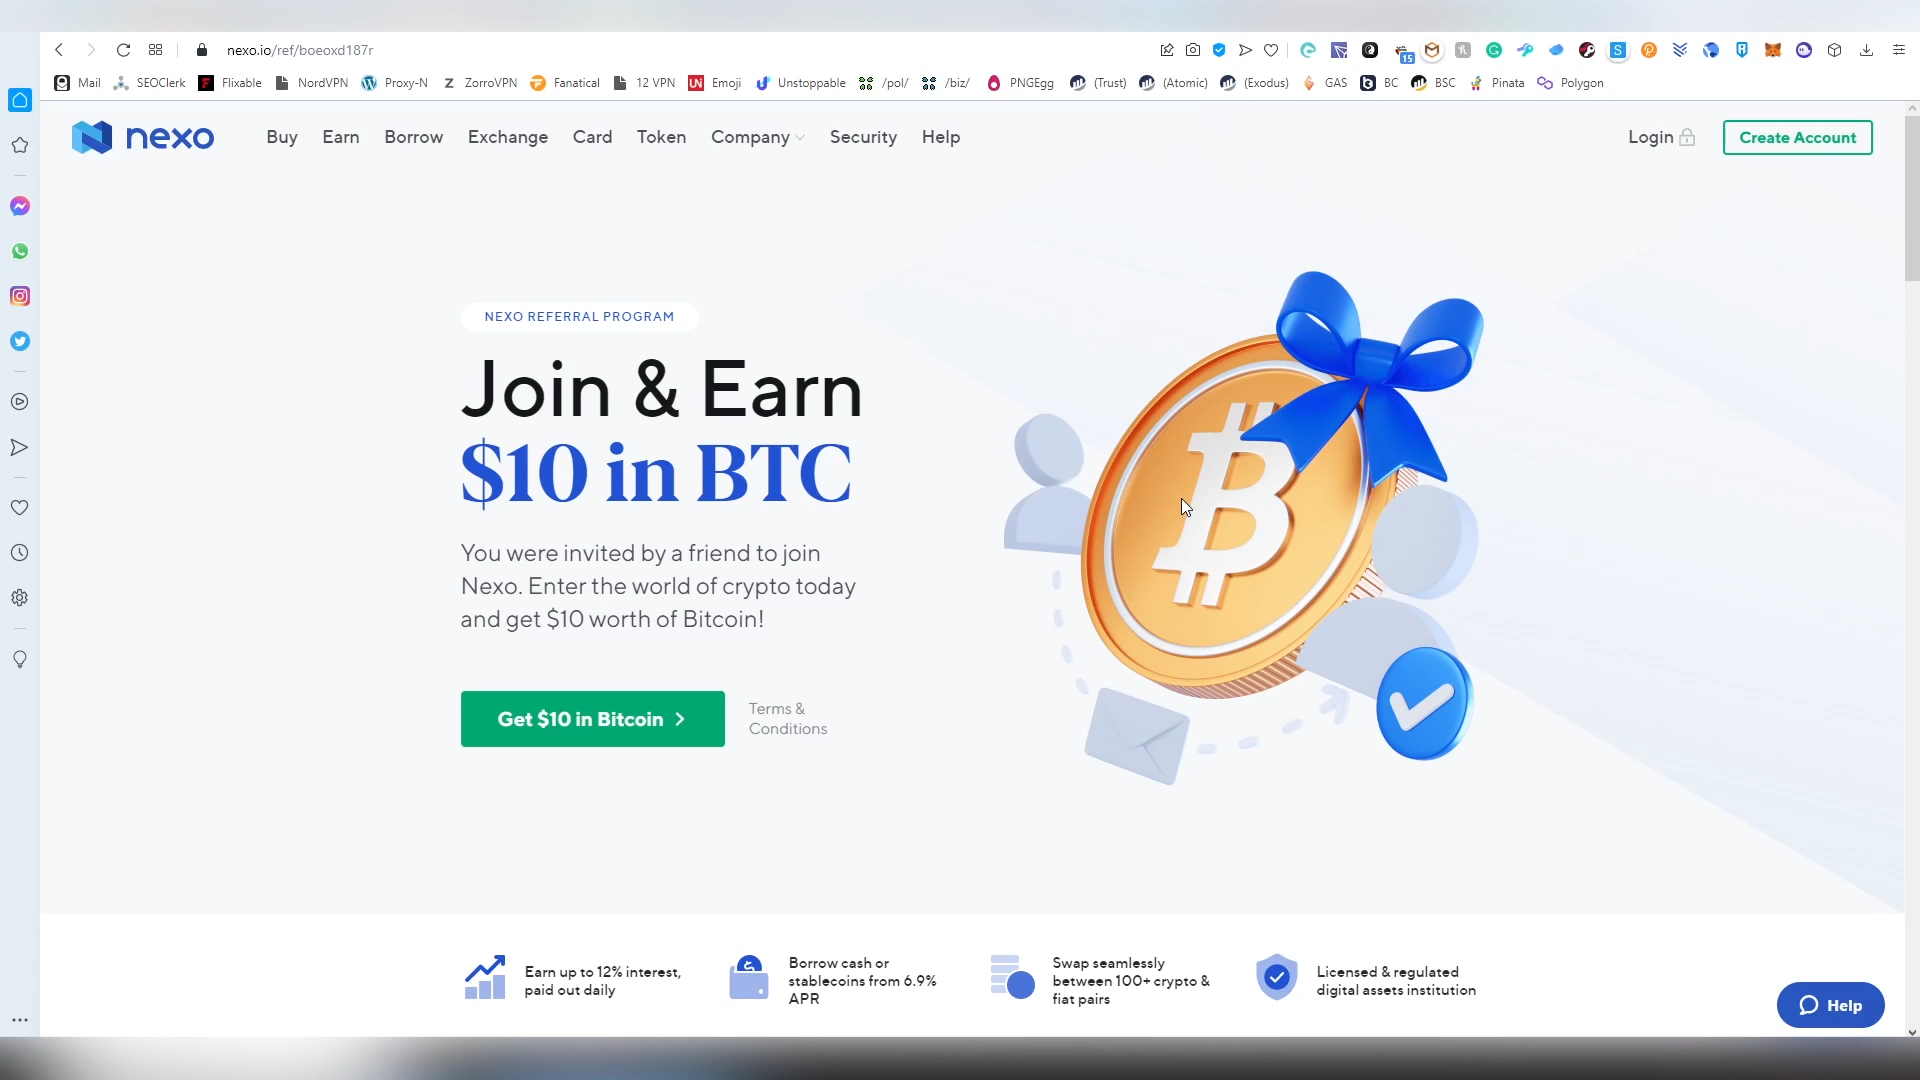 nexo.io/ref/boeoxd187r
15
Mail SEOClerk Flixable NordVPN Proxy-N ZorroVPN Fanatical 12 VPN Emoji Unstoppable /pol/ /biz/ PNGEgg (Trust) (Atomic) (Exodus) GAS BC BSC Pinata Polygon
nexo Buy Earn Borrow Exchange Card Token Company Security Help Login Create Account
NEXO REFERRAL PROGRAM
Join & Earn
$10 in BTC
You were invited by a friend to join
Nexo. Enter the world of crypto today
and get $10 worth of Bitcoin!
Get $10 in Bitcoin
Terms &
Conditions
Earn up to 12% interest,
paid out daily
Borrow cash or
stablecoins from 6.9%
APR
Swap seamlessly
between 100+ crypto &
fiat pairs
Licensed & regulated
digital assets institution
Help